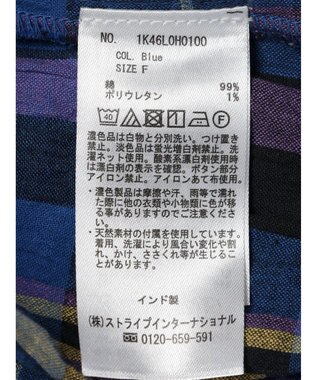 NO. 1K46L0H0100
COL. Blue
SIZE F
綿 99%
ポリウレタン 1%
40
F
濃色品は白物と分別洗い。つけ置き
禁止。淡色品は蛍光増白剤禁止。洗
濯ネット使用。酸素系漂白剤使用時
は漂白剤の表示に従う。ボタン部分
アイロン禁止。アイロンあて布使用。
・濃色製品は摩擦や汗、雨等で濡れ
た際に他の衣類や小物類に色が移
る事がありますのでご注意くださ
い。
・天然素材の付属を使用しています。
着用、洗濯により風合い変化や割
れ、かけ、ささくれ等が生じるこ
とがあります。
インド製
(株)ストライプインターナショナル
☎ 0120-659-591